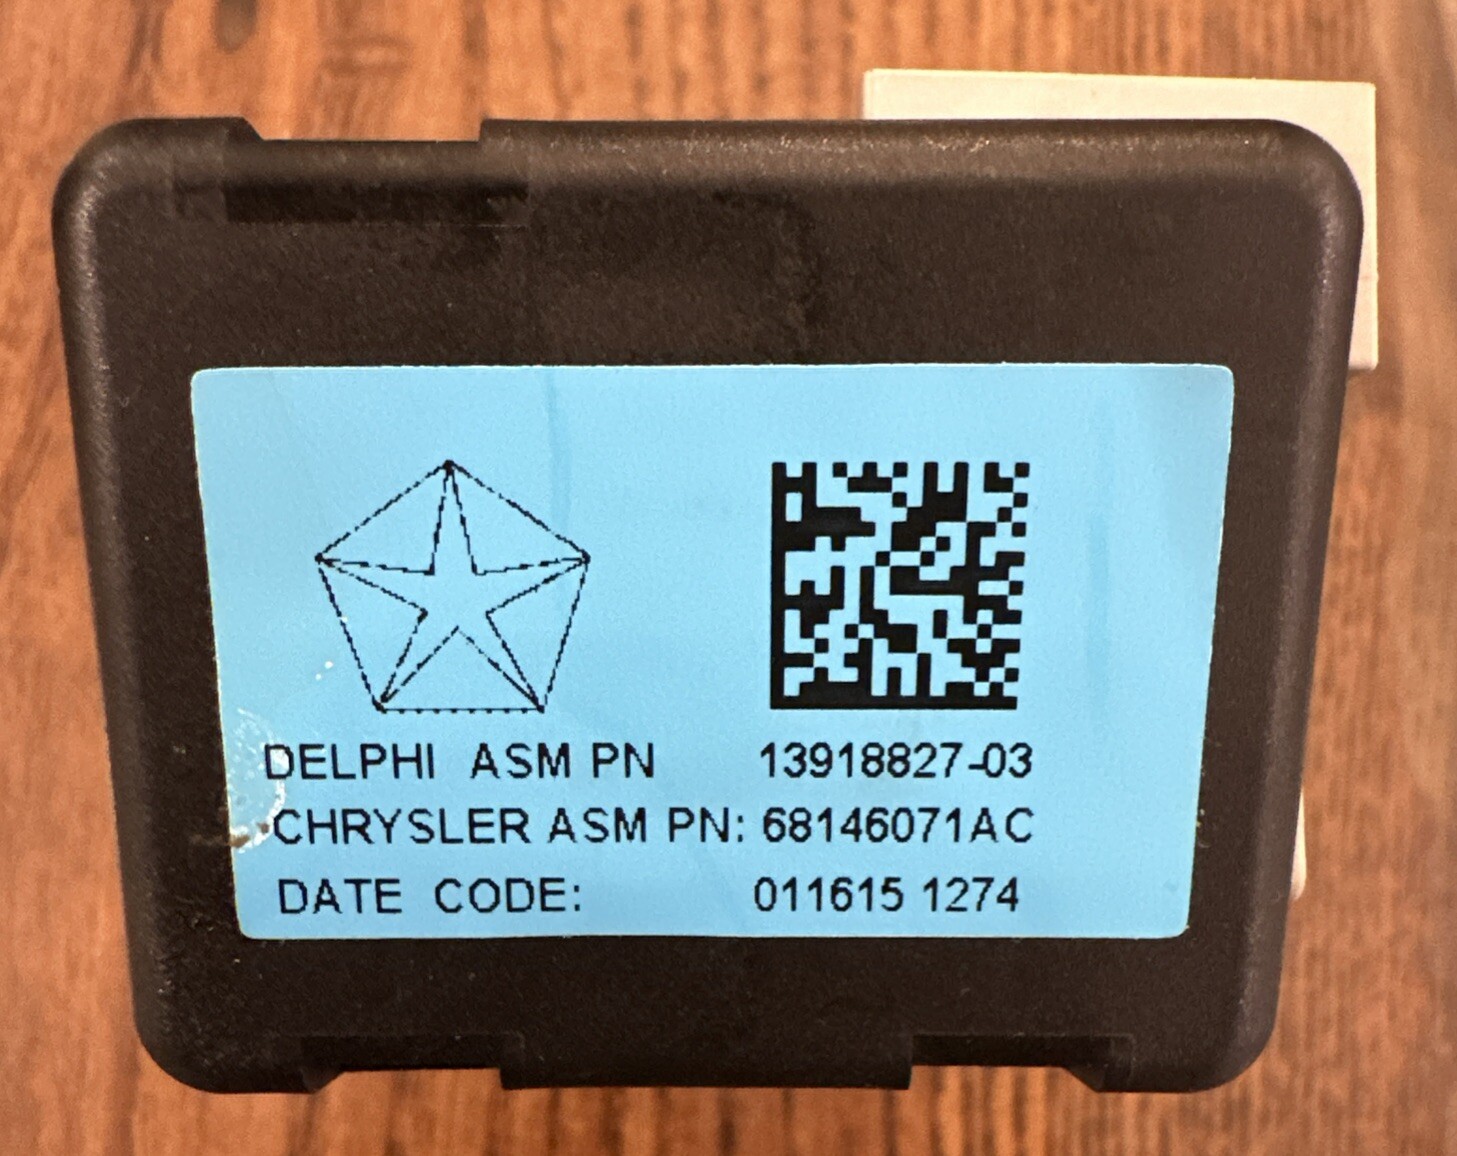 DELPHI ASM PN 13918827-03
CHRYSLER ASM PN: 68146071AC
DATE CODE: 011615 1274